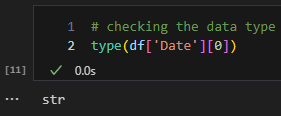 1 # checking the data type
2 type(df['Date'][0])
[11] ✓ 0.0s
... str